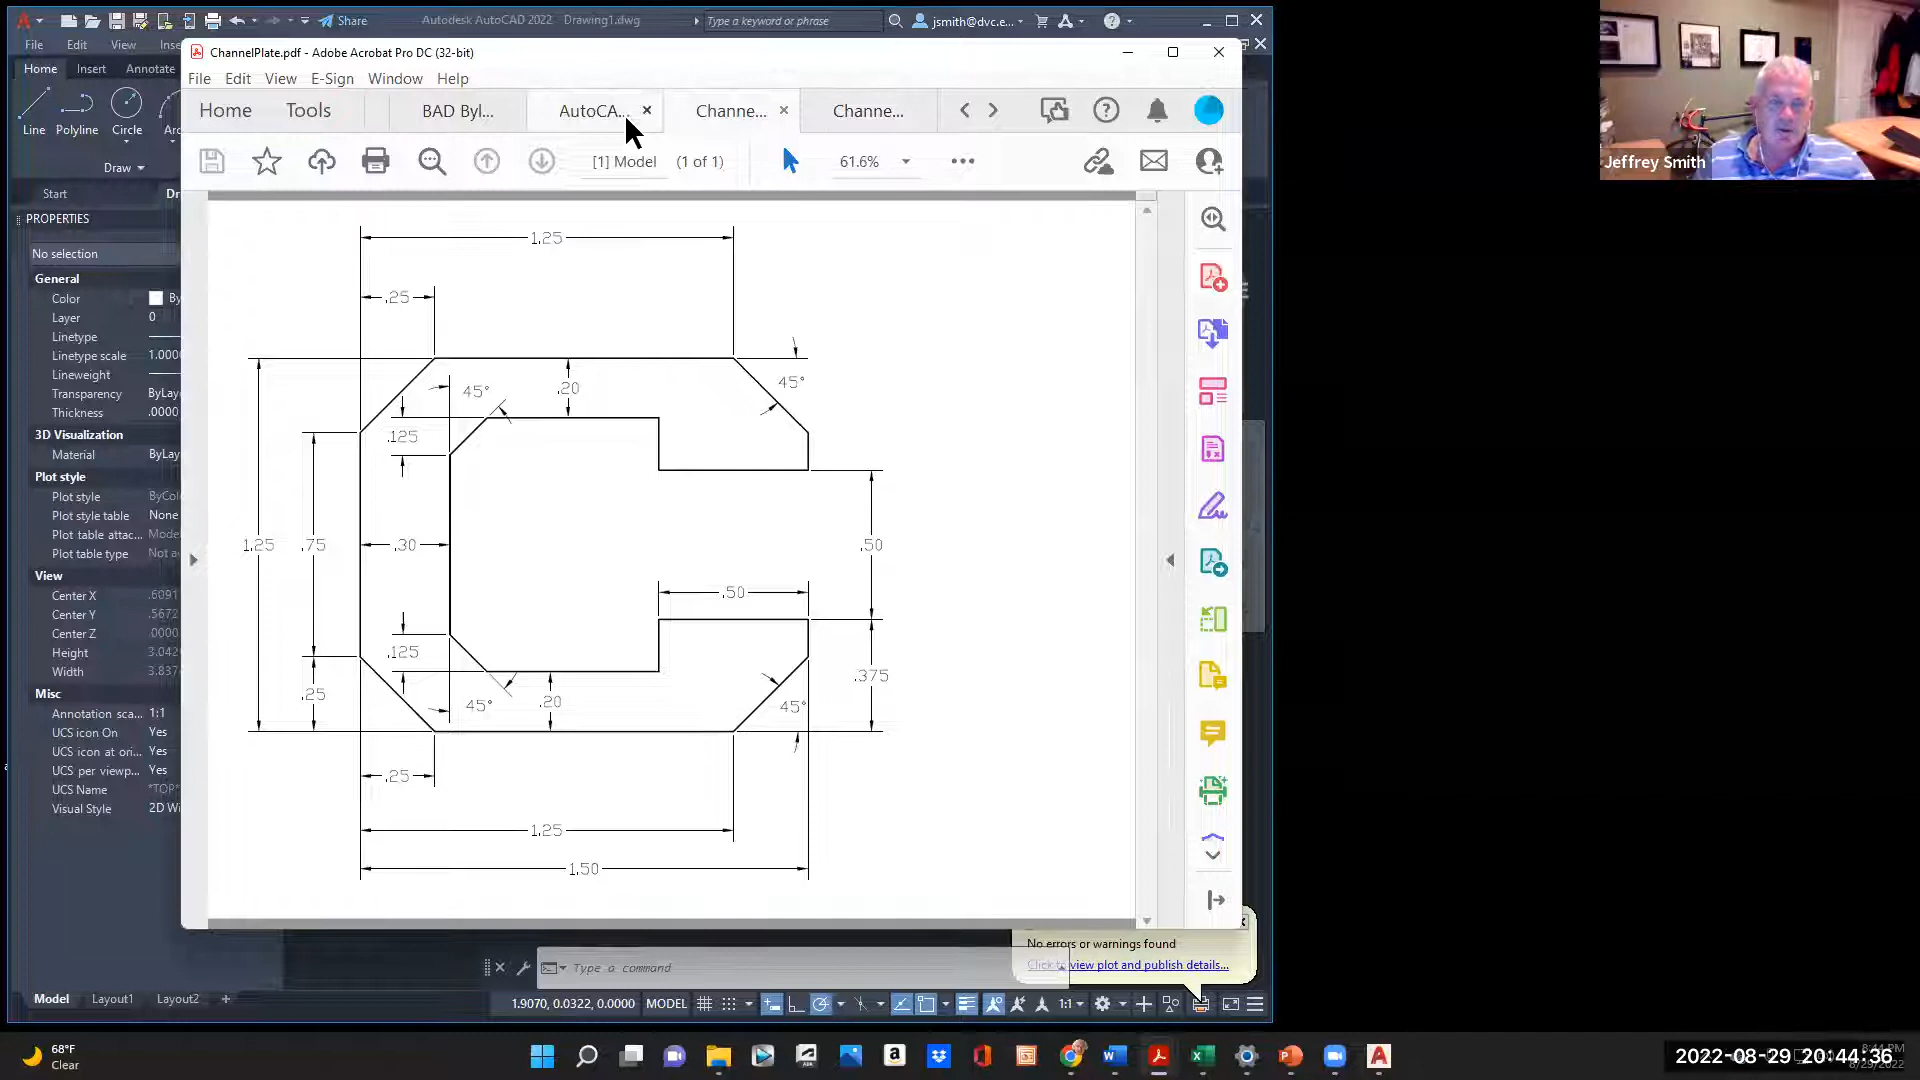 Share
Autodesk AutoCAD 2022
Drawing1.dwg
Type a keyword or phrase
jsmith@dvc.e...
File
Edit
View
Home
Insert
Annotate
Line
Polyline
Circle
Draw
Start
PROPERTIES
No selection
General
Color
Layer
0
Linetype
Linetype scale
Lineweight
Transparency
Thickness
3D Visualization
Material
Plot style
Plot style
Plot style table
None
Plot table attac...
Plot table type
View
Center X
.6091
Center Y
.5672
Center Z
Height
Width
Misc
Annotation sca...
1:1
UCS icon On
Yes
UCS icon at ori...
Yes
UCS per viewp...
Yes
UCS Name
*TOP*
Visual Style
Model
Layout1
Layout2
ChannelPlate.pdf - Adobe Acrobat Pro DC (32-bit)
File
Edit
View
E-Sign
Window
Help
Home
Tools
BAD Byl...
AutoCA...
Channe...
Channe...
[1] Model
(1 of 1)
61.6%
1.25
.25
45°
.20
45°
.125
1.25
.75
.30
.50
.50
.125
.375
.25
45°
.20
45°
.25
1.25
1.50
No errors or warnings found
Click to view plot and publish details...
Type a command
1.9070, 0.0322, 0.0000
MODEL
1:1
68°F
Clear
Jeffrey Smith
2022-08-29 20:44:36